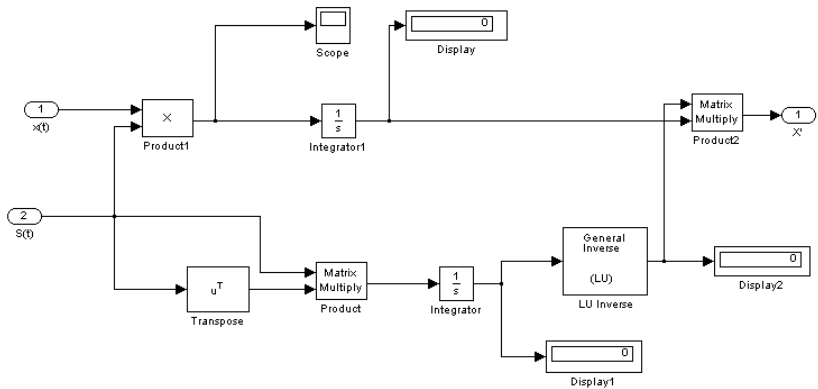 0
Scope
Display
1
x(t)
X
Product1
1
s
Integrator1
Matrix
Multiply
Product2
1
X'
2
S(t)
u^T
Transpose
Matrix
Multiply
Product
1
s
Integrator
General
Inverse
(LU)
LU Inverse
0
Display2
0
Display1